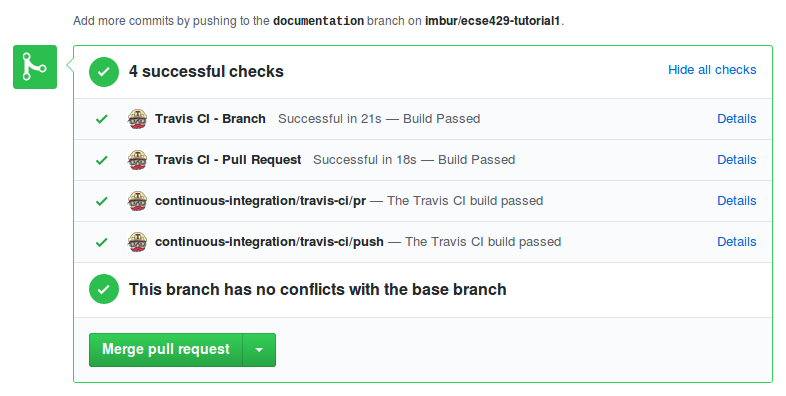 Add more commits by pushing to the documentation branch on imbur/ecse429-tutorial1.
4 successful checks Hide all checks
Travis CI - Branch Successful in 21s — Build Passed Details
Travis CI - Pull Request Successful in 18s — Build Passed Details
continuous-integration/travis-ci/pr — The Travis CI build passed Details
continuous-integration/travis-ci/push — The Travis CI build passed Details
This branch has no conflicts with the base branch
Merge pull request